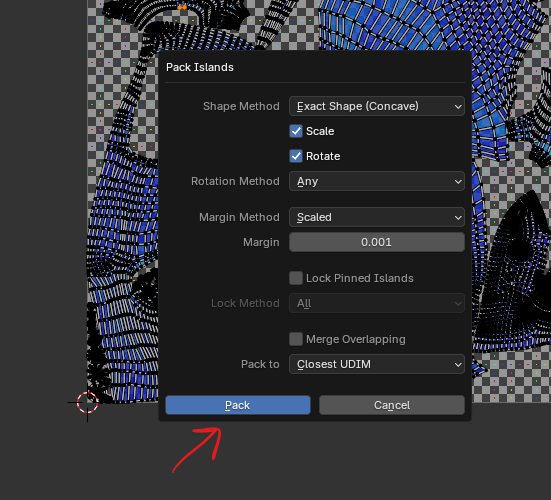 Pack Islands
Shape Method Exact Shape (Concave)
Scale
Rotate
Rotation Method Any
Margin Method Scaled
Margin 0.001
Lock Pinned Islands
Lock Method All
Merge Overlapping
Pack to Closest UDIM
Pack Cancel